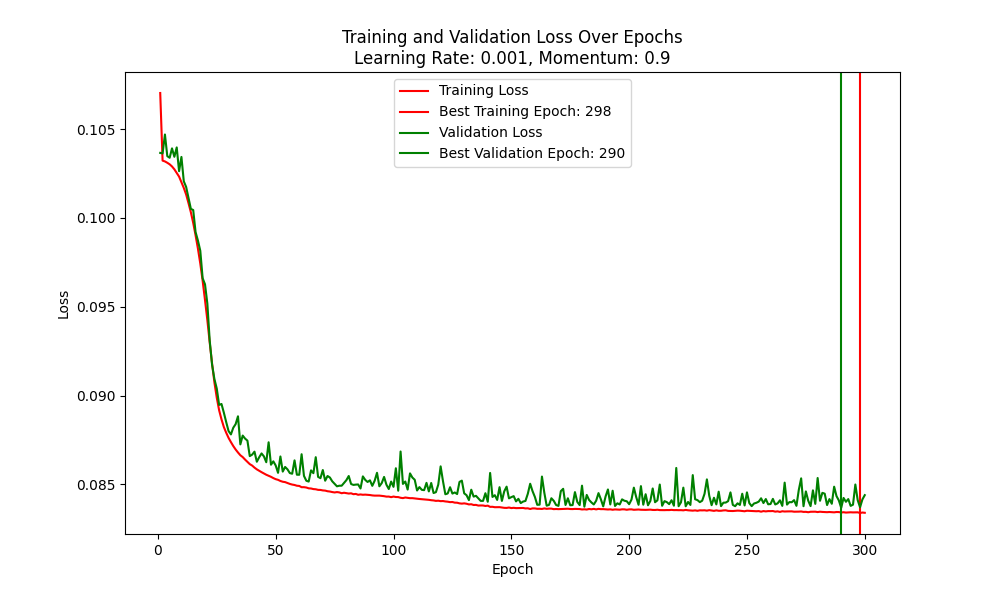 Training and Validation Loss Over Epochs
Learning Rate: 0.001, Momentum: 0.9
Training Loss
Best Training Epoch: 298
Validation Loss
Best Validation Epoch: 290
0.105
0.100
0.095
0.090
0.085
Loss
0 50 100 150 200 250 300
Epoch